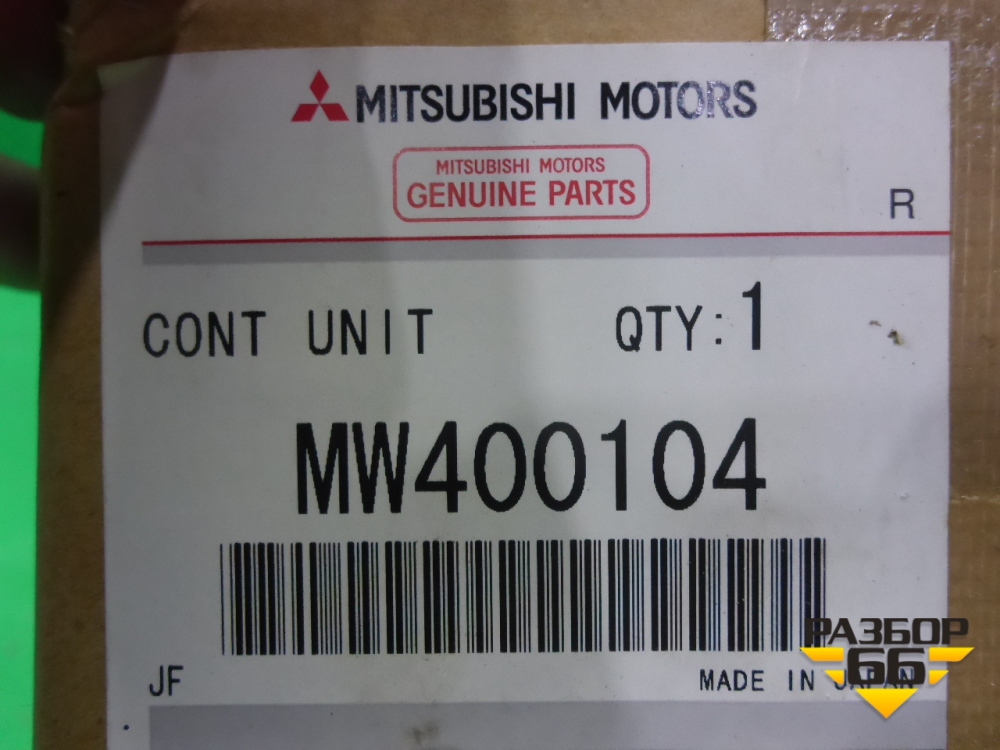 MITSUBISHI MOTORS
MITSUBISHI MOTORS
GENUINE PARTS
R
CONT UNIT QTY:1
MW400104
JF MADE IN JAPAN
РАЗБОР
66